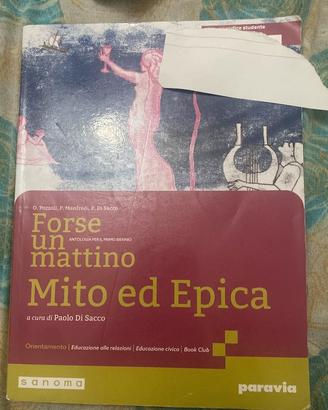 studente
D. Pozzoli, P. Manfredi, P. Di Sacco
Forse
un ANTOLOGIA PER IL PRIMO BIENNIO
mattino
Mito ed Epica
a cura di Paolo Di Sacco
Orientamento | Educazione alle relazioni | Educazione civica | Book Club
sanoma
paravia